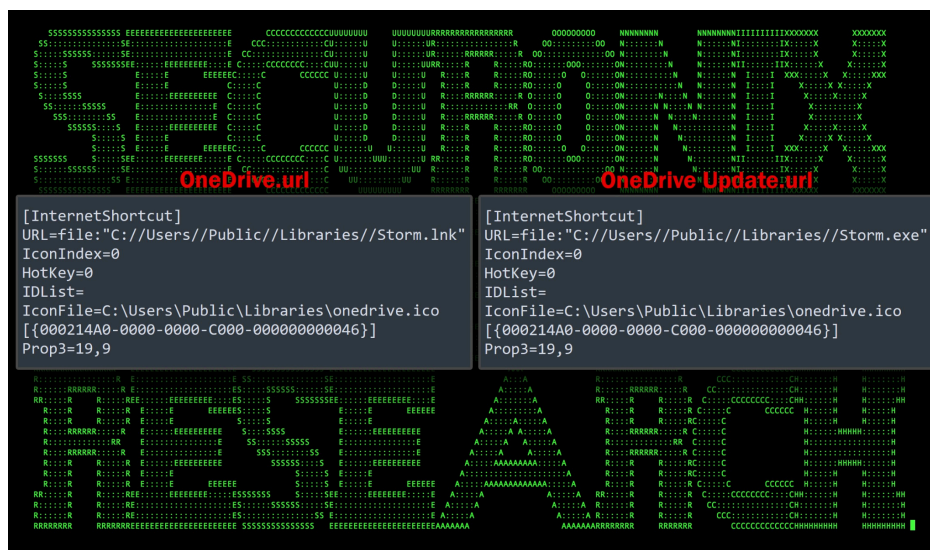 SECURONIX
OneDrive.url
[InternetShortcut]
URL=file:"C://Users//Public//Libraries//Storm.lnk"
IconIndex=0
HotKey=0
IDList=
IconFile=C:\Users\Public\Libraries\onedrive.ico
[{000214A0-0000-0000-C000-000000000046}]
Prop3=19,9
OneDrive Update.url
[InternetShortcut]
URL=file:"C://Users//Public//Libraries//Storm.exe"
IconIndex=0
HotKey=0
IDList=
IconFile=C:\Users\Public\Libraries\onedrive.ico
[{000214A0-0000-0000-C000-000000000046}]
Prop3=19,9
RESEARCH